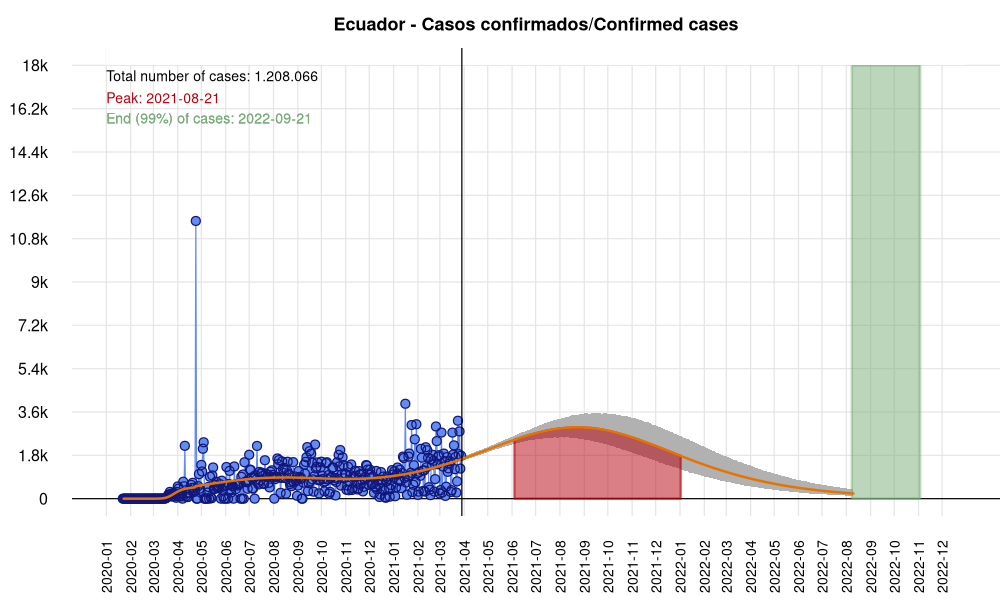 Ecuador - Casos confirmados/Confirmed cases
Total number of cases: 1.208.066
Peak: 2021-08-21
End (99%) of cases: 2022-09-21
18k
16.2k
14.4k
12.6k
10.8k
9k
7.2k
5.4k
3.6k
1.8k
0
2020-01
2020-02
2020-03
2020-04
2020-05
2020-06
2020-07
2020-08
2020-09
2020-10
2020-11
2020-12
2021-01
2021-02
2021-03
2021-04
2021-05
2021-06
2021-07
2021-08
2021-09
2021-10
2021-11
2021-12
2022-01
2022-02
2022-03
2022-04
2022-05
2022-06
2022-07
2022-08
2022-09
2022-10
2022-11
2022-12